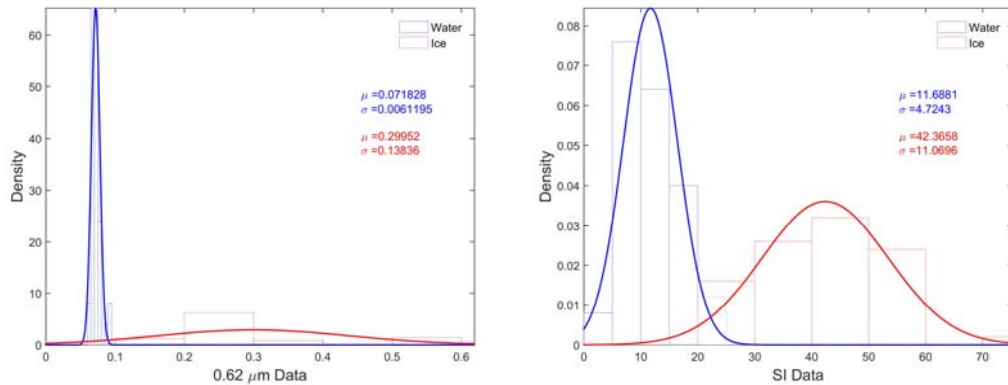 Water
Ice
60
50
40
30
20
10
0
Density
μ =0.071828
σ =0.0061195
μ =0.29952
σ =0.13836
0 0.1 0.2 0.3 0.4 0.5 0.6
0.62 μm Data
Water
Ice
0.08
0.07
0.06
0.05
0.04
0.03
0.02
0.01
0
Density
μ =11.6881
σ =4.7243
μ =42.3658
σ =11.0696
0 10 20 30 40 50 60 70
SI Data